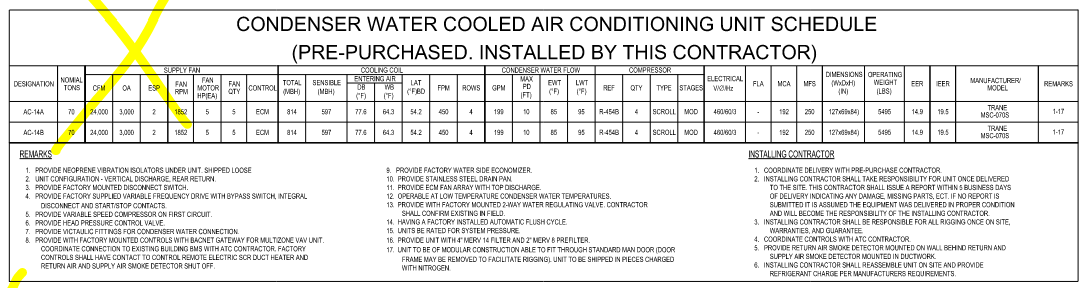 CONDENSER WATER COOLED AIR CONDITIONING UNIT SCHEDULE
(PRE-PURCHASED. INSTALLED BY THIS CONTRACTOR)
DESIGNATION NOMIAL TONS SUPPLY FAN CFM OA ESP FAN RPM FAN MOTOR HP(EA) FAN QTY CONTROL COOLING COIL TOTAL (MBH) SENSIBLE (MBH) ENTERING AIR DB (°F) WB (°F) LAT (°F)BD FPM ROWS CONDENSER WATER FLOW GPM MAX PD (FT) EWT (°F) LWT (°F) COMPRESSOR REF QTY TYPE STAGES ELECTRICAL V/Ø/Hz FLA MCA MFS DIMENSIONS (WxDxH) (IN) OPERATING WEIGHT (LBS) EER IEER MANUFACTURER/ MODEL REMARKS
AC-14A 70 24,000 3,000 2 1852 5 5 ECM 814 597 77.6 64.3 54.2 450 4 199 10 85 95 R-454B 4 SCROLL MOD 460/60/3 - 192 250 127x69x84) 5495 14.9 19.5 TRANE MSC-070S 1-17
AC-14B 70 24,000 3,000 2 1852 5 5 ECM 814 597 77.6 64.3 54.2 450 4 199 10 85 95 R-454B 4 SCROLL MOD 460/60/3 - 192 250 127x69x84) 5495 14.9 19.5 TRANE MSC-070S 1-17
REMARKS
1. PROVIDE NEOPRENE VIBRATION ISOLATORS UNDER UNIT. SHIPPED LOOSE
2. UNIT CONFIGURATION - VERTICAL DISCHARGE, REAR RETURN.
3. PROVIDE FACTORY MOUNTED DISCONNECT SWITCH.
4. PROVIDE FACTORY SUPPLIED VARIABLE FREQUENCY DRIVE WITH BYPASS SWITCH, INTEGRAL
DISCONNECT AND START/STOP CONTACTS.
5. PROVIDE VARIABLE SPEED COMPRESSOR ON FIRST CIRCUIT.
6. PROVIDE HEAD PRESSURE CONTROL VALVE.
7. PROVIDE VICTAULIC FITTINGS FOR CONDENSER WATER CONNECTION.
8. PROVIDE WITH FACTORY MOUNTED CONTROLS WITH BACNET GATEWAY FOR MULTIZONE VAV UNIT.
COORDINATE CONNECTION TO EXISTING BUILDING BMS WITH ATC CONTRACTOR. FACTORY
CONTROLS SHALL HAVE CONTACT TO CONTROL REMOTE ELECTRIC SCR DUCT HEATER AND
RETURN AIR AND SUPPLY AIR SMOKE DETECTOR SHUT OFF.
9. PROVIDE FACTORY WATER SIDE ECONOMIZER.
10. PROVIDE STAINLESS STEEL DRAIN PAN.
11. PROVIDE ECM FAN ARRAY WITH TOP DISCHARGE.
12. OPERABLE AT LOW TEMPERATURE CONDENSER WATER TEMPERATURES.
13. PROVIDE WITH FACTORY MOUNTED 2-WAY WATER REGULATING VALVE. CONTRACTOR
SHALL CONFIRM EXISTING IN FIELD.
14. HAVING A FACTORY INSTALLED AUTOMATIC FLUSH CYCLE.
15. UNITS BE RATED FOR SYSTEM PRESSURE.
16. PROVIDE UNIT WITH 4" MERV 14 FILTER AND 2" MERV 8 PREFILTER.
17. UNIT TO BE OF MODULAR CONSTRUCTION ABLE TO FIT THROUGH STANDARD MAN DOOR (DOOR
FRAME MAY BE REMOVED TO FACILITATE RIGGING). UNIT TO BE SHIPPED IN PIECES CHARGED
WITH NITROGEN.
INSTALLING CONTRACTOR
1. COORDINATE DELIVERY WITH PRE-PURCHASE CONTRACTOR.
2. INSTALLING CONTRACTOR SHALL TAKE RESPONSIBILITY FOR UNIT ONCE DELIVERED
TO THE SITE. THIS CONTRACTOR SHALL ISSUE A REPORT WITHIN 5 BUSINESS DAYS
OF DELIVERY INDICATING ANY DAMAGE, MISSING PARTS, ECT. IF NO REPORT IS
SUBMITTED IT IS ASSUMED THE EQUIPMENT WAS DELIVERED IN PROPER CONDITION
AND WILL BECOME THE RESPONSIBILITY OF THE INSTALLING CONTRACTOR.
3. INSTALLING CONTRACTOR SHALL BE RESPONSIBLE FOR ALL RIGGING ONCE ON SITE,
WARRANTIES, AND GUARANTEE.
4. COORDINATE CONTROLS WITH ATC CONTRACTOR.
5. PROVIDE RETURN AIR SMOKE DETECTOR MOUNTED ON WALL BEHIND RETURN AND
SUPPLY AIR SMOKE DETECTOR MOUNTED IN DUCTWORK.
6. INSTALLING CONTRACTOR SHALL REASSEMBLE UNIT ON SITE AND PROVIDE
REFRIGERANT CHARGE PER MANUFACTURERS REQUIREMENTS.